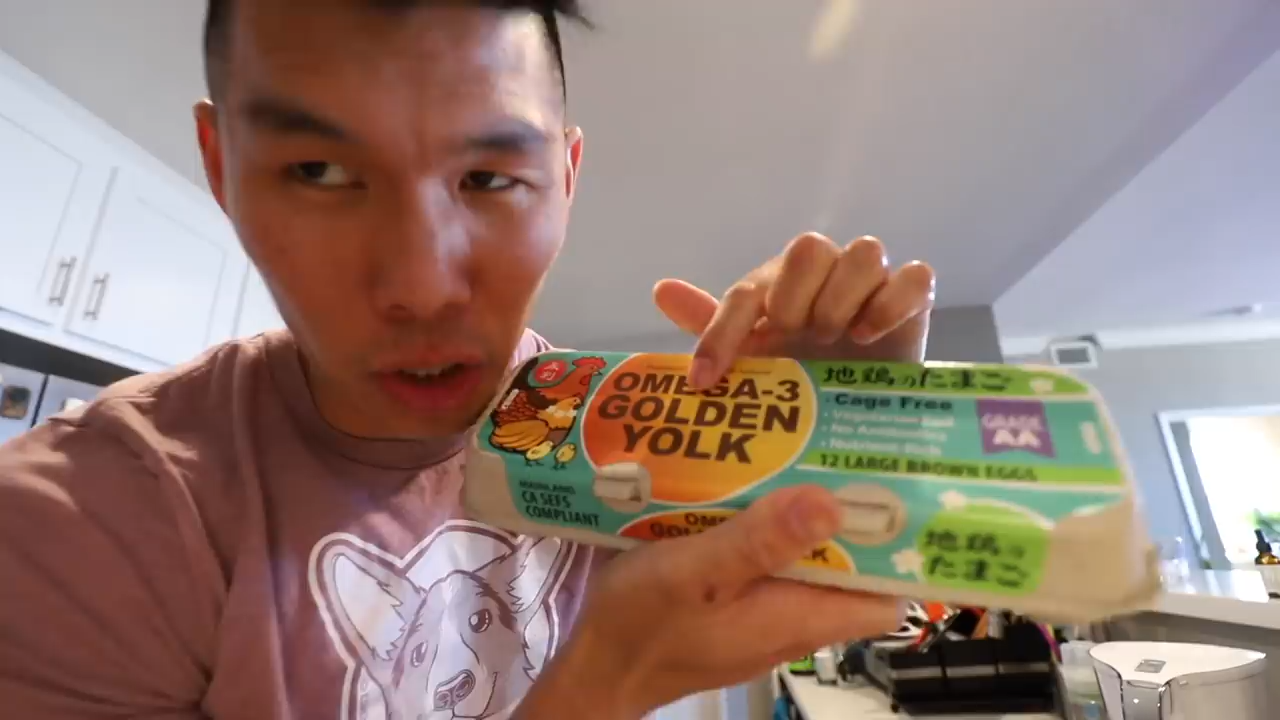 OMEGA-3
GOLDEN
YOLK
地鶏のたまご
Cage Free
· Vegetarian Fed
· No Antibiotics
· Nutrient Rich
GRADE
AA
12 LARGE BROWN EGGS
CA SEFS
COMPLIANT
地鶏の
たまご